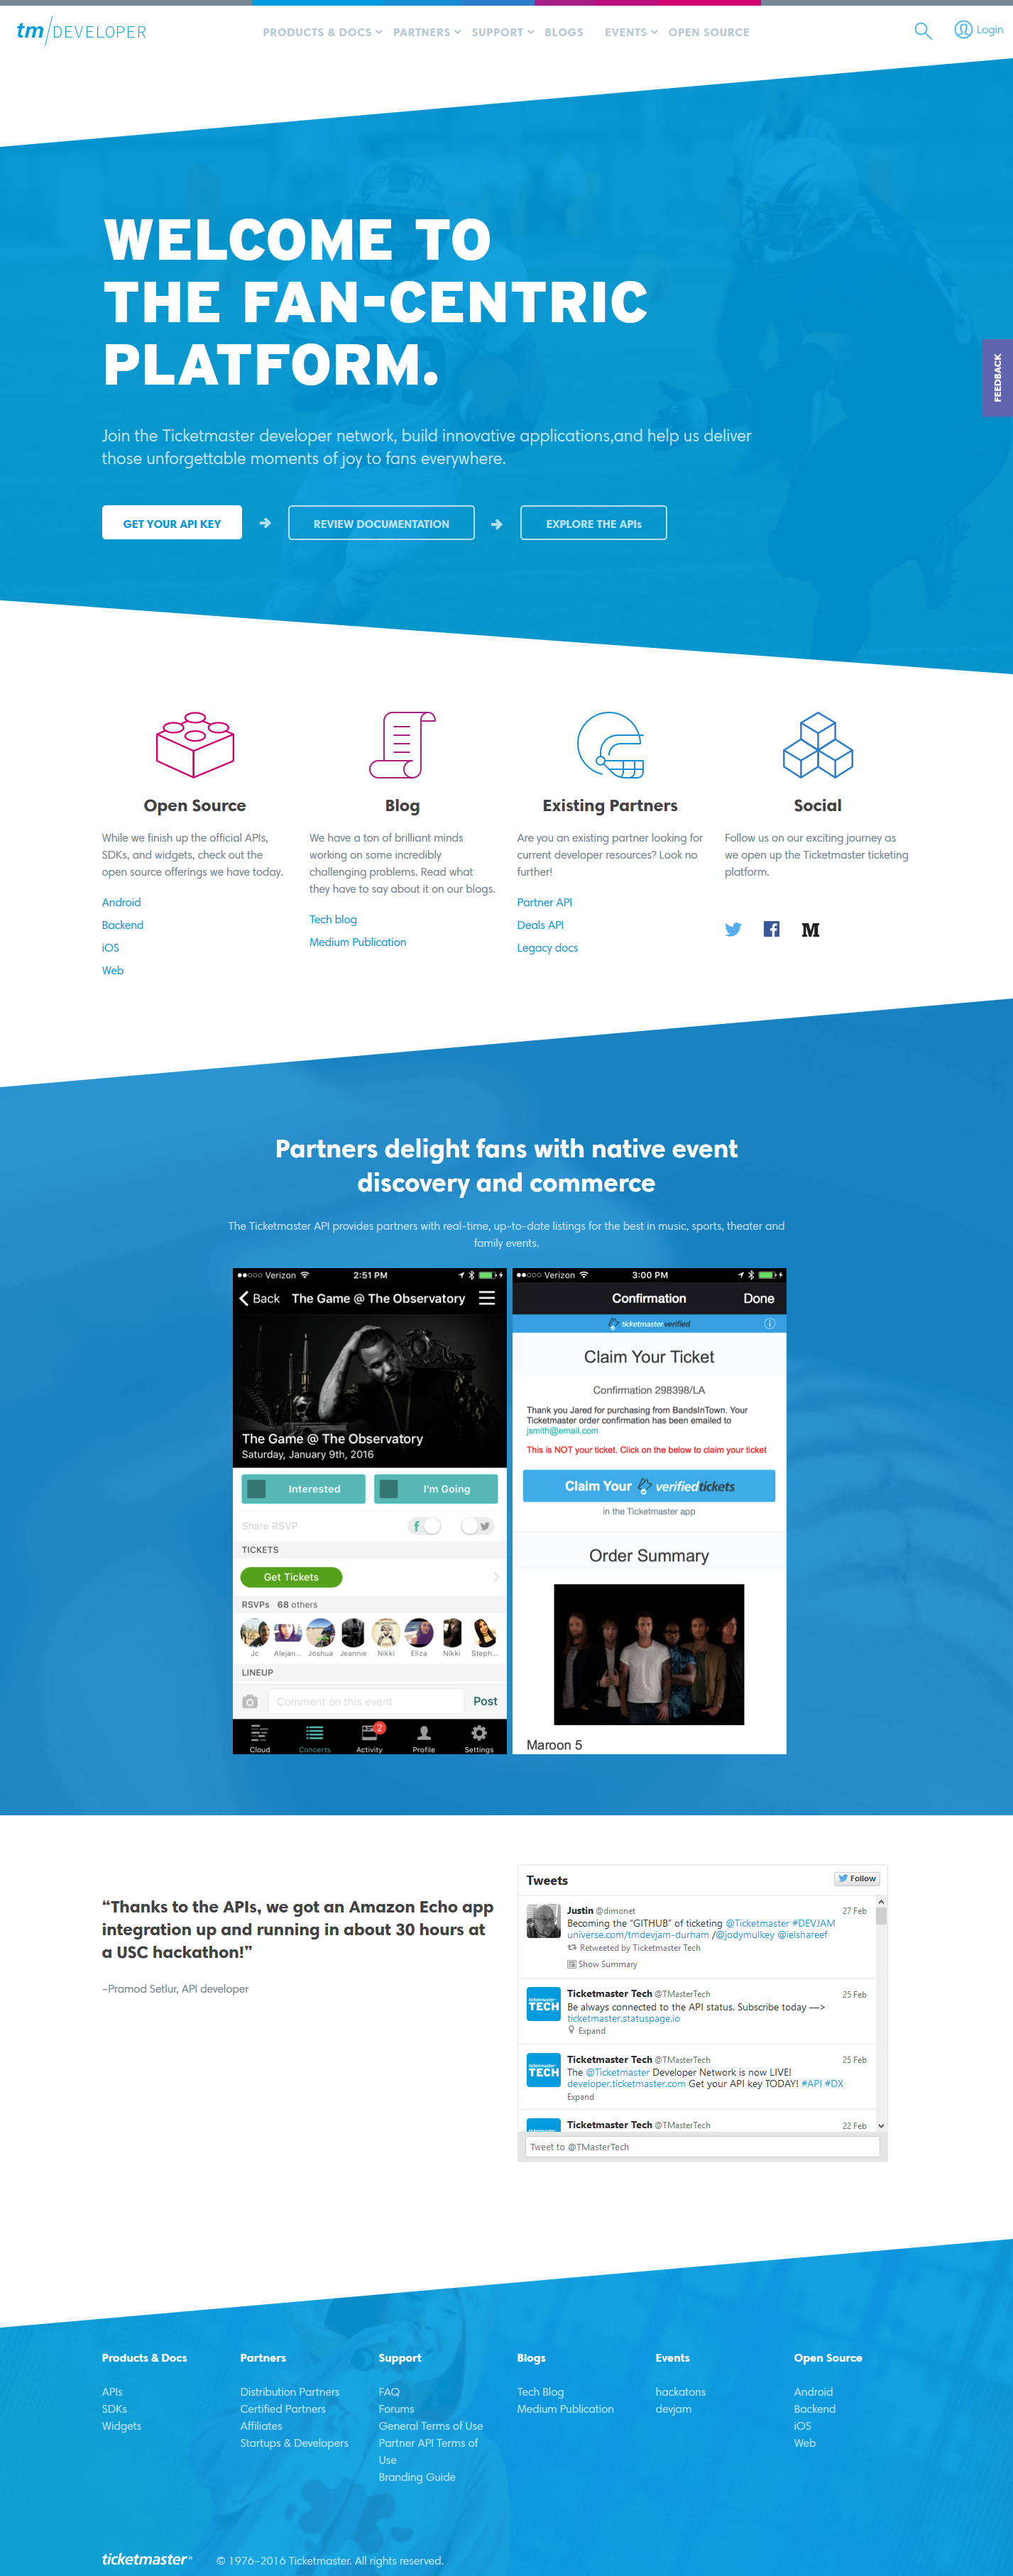 tm/DEVELOPER
PRODUCTS & DOCS PARTNERS SUPPORT BLOGS EVENTS OPEN SOURCE
Login
WELCOME TO
THE FAN-CENTRIC
PLATFORM.
FEEDBACK
Join the Ticketmaster developer network, build innovative applications,and help us deliver
those unforgettable moments of joy to fans everywhere.
GET YOUR API KEY
REVIEW DOCUMENTATION
EXPLORE THE APIs
Open Source
While we finish up the official APIs,
SDKs, and widgets, check out the
open source offerings we have today.
Android
Backend
iOS
Web
Blog
We have a ton of brilliant minds
working on some incredibly
challenging problems. Read what
they have to say about it on our blogs.
Tech blog
Medium Publication
Existing Partners
Are you an existing partner looking for
current developer resources? Look no
further!
Partner API
Deals API
Legacy docs
Social
Follow us on our exciting journey as
we open up the Ticketmaster ticketing
platform.
M
Partners delight fans with native event
discovery and commerce
The Ticketmaster API provides partners with real-time, up-to-date listings for the best in music, sports, theater and
family events.
Verizon 2:51 PM
Back The Game @ The Observatory
The Game @ The Observatory
Saturday, January 9th, 2016
Interested
I'm Going
Share RSVP
TICKETS
Get Tickets
RSVPs 68 others
Jc Alejan... Joshua Jeannie Nikki Eliza Nikki Steph...
LINEUP
Comment on this event Post
2
Cloud Concerts Activity Profile Settings
Verizon 3:00 PM
Confirmation Done
ticketmaster verified
Claim Your Ticket
Confirmation 298398/LA
Thank you Jared for purchasing from BandsInTown. Your
Ticketmaster order confirmation has been emailed to
jsmith@email.com
This is NOT your ticket. Click on the below to claim your ticket
Claim Your verifiedtickets
in the Ticketmaster app
Order Summary
Maroon 5
“Thanks to the APIs, we got an Amazon Echo app
integration up and running in about 30 hours at
a USC hackathon!”
–Pramod Setlur, API developer
Tweets
Follow
Justin @dimonet 27 Feb
Becoming the "GITHUB" of ticketing @Ticketmaster #DEVJAM
universe.com/tmdevjam-durham /@jodymulkey @ielshareef
Retweeted by Ticketmaster Tech
Show Summary
ticketmaster TECH
Ticketmaster Tech @TMasterTech 25 Feb
Be always connected to the API status. Subscribe today —>
ticketmaster.statuspage.io
Expand
ticketmaster TECH
Ticketmaster Tech @TMasterTech 25 Feb
The @Ticketmaster Developer Network is now LIVE!
developer.ticketmaster.com Get your API key TODAY! #API #DX
Expand
Ticketmaster Tech @TMasterTech 22 Feb
Tweet to @TMasterTech
Products & Docs
APIs
SDKs
Widgets
Partners
Distribution Partners
Certified Partners
Affiliates
Startups & Developers
Support
FAQ
Forums
General Terms of Use
Partner API Terms of
Use
Branding Guide
Blogs
Tech Blog
Medium Publication
Events
hackatons
devjam
Open Source
Android
Backend
iOS
Web
ticketmaster®
© 1976–2016 Ticketmaster. All rights reserved.